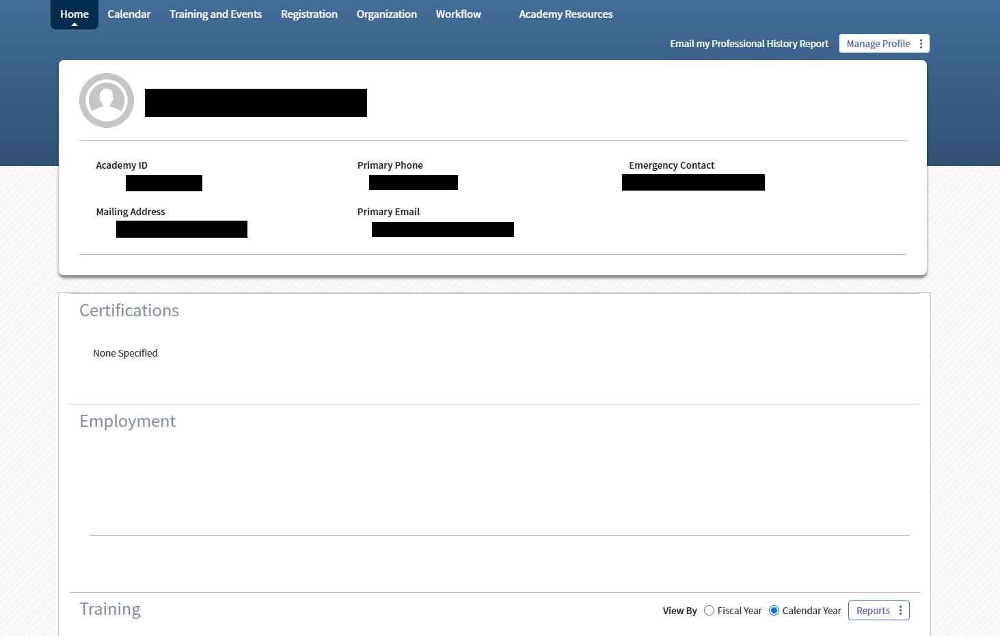 Home Calendar Training and Events Registration Organization Workflow Academy Resources
Email my Professional History Report Manage Profile
Academy ID Primary Phone Emergency Contact
Mailing Address Primary Email
Certifications
None Specified
Employment
Training View By Fiscal Year Calendar Year Reports